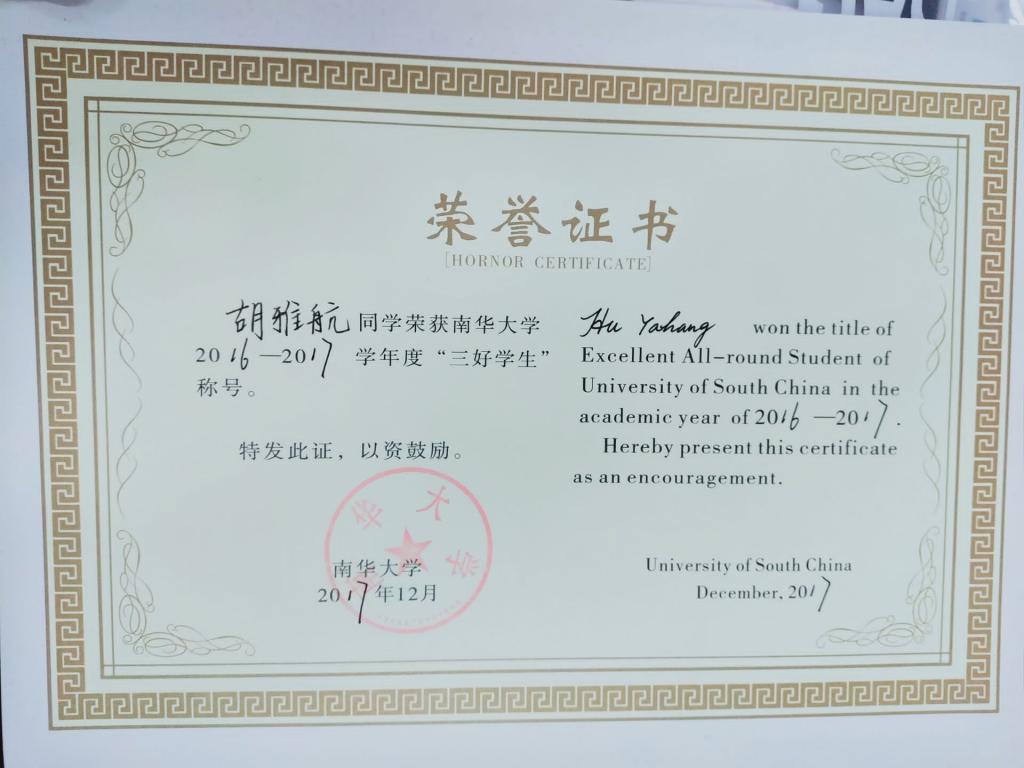 荣誉证书
[HORNOR CERTIFICATE]
胡雅航同学荣获南华大学
2016—2017 学年度“三好学生”
称号。
特发此证，以资鼓励。
南华大学
2017年12月
Hu Yahang won the title of
Excellent All-round Student of
University of South China in the
academic year of 2016—2017.
Hereby present this certificate
as an encouragement.
University of South China
December, 2017
南华大学